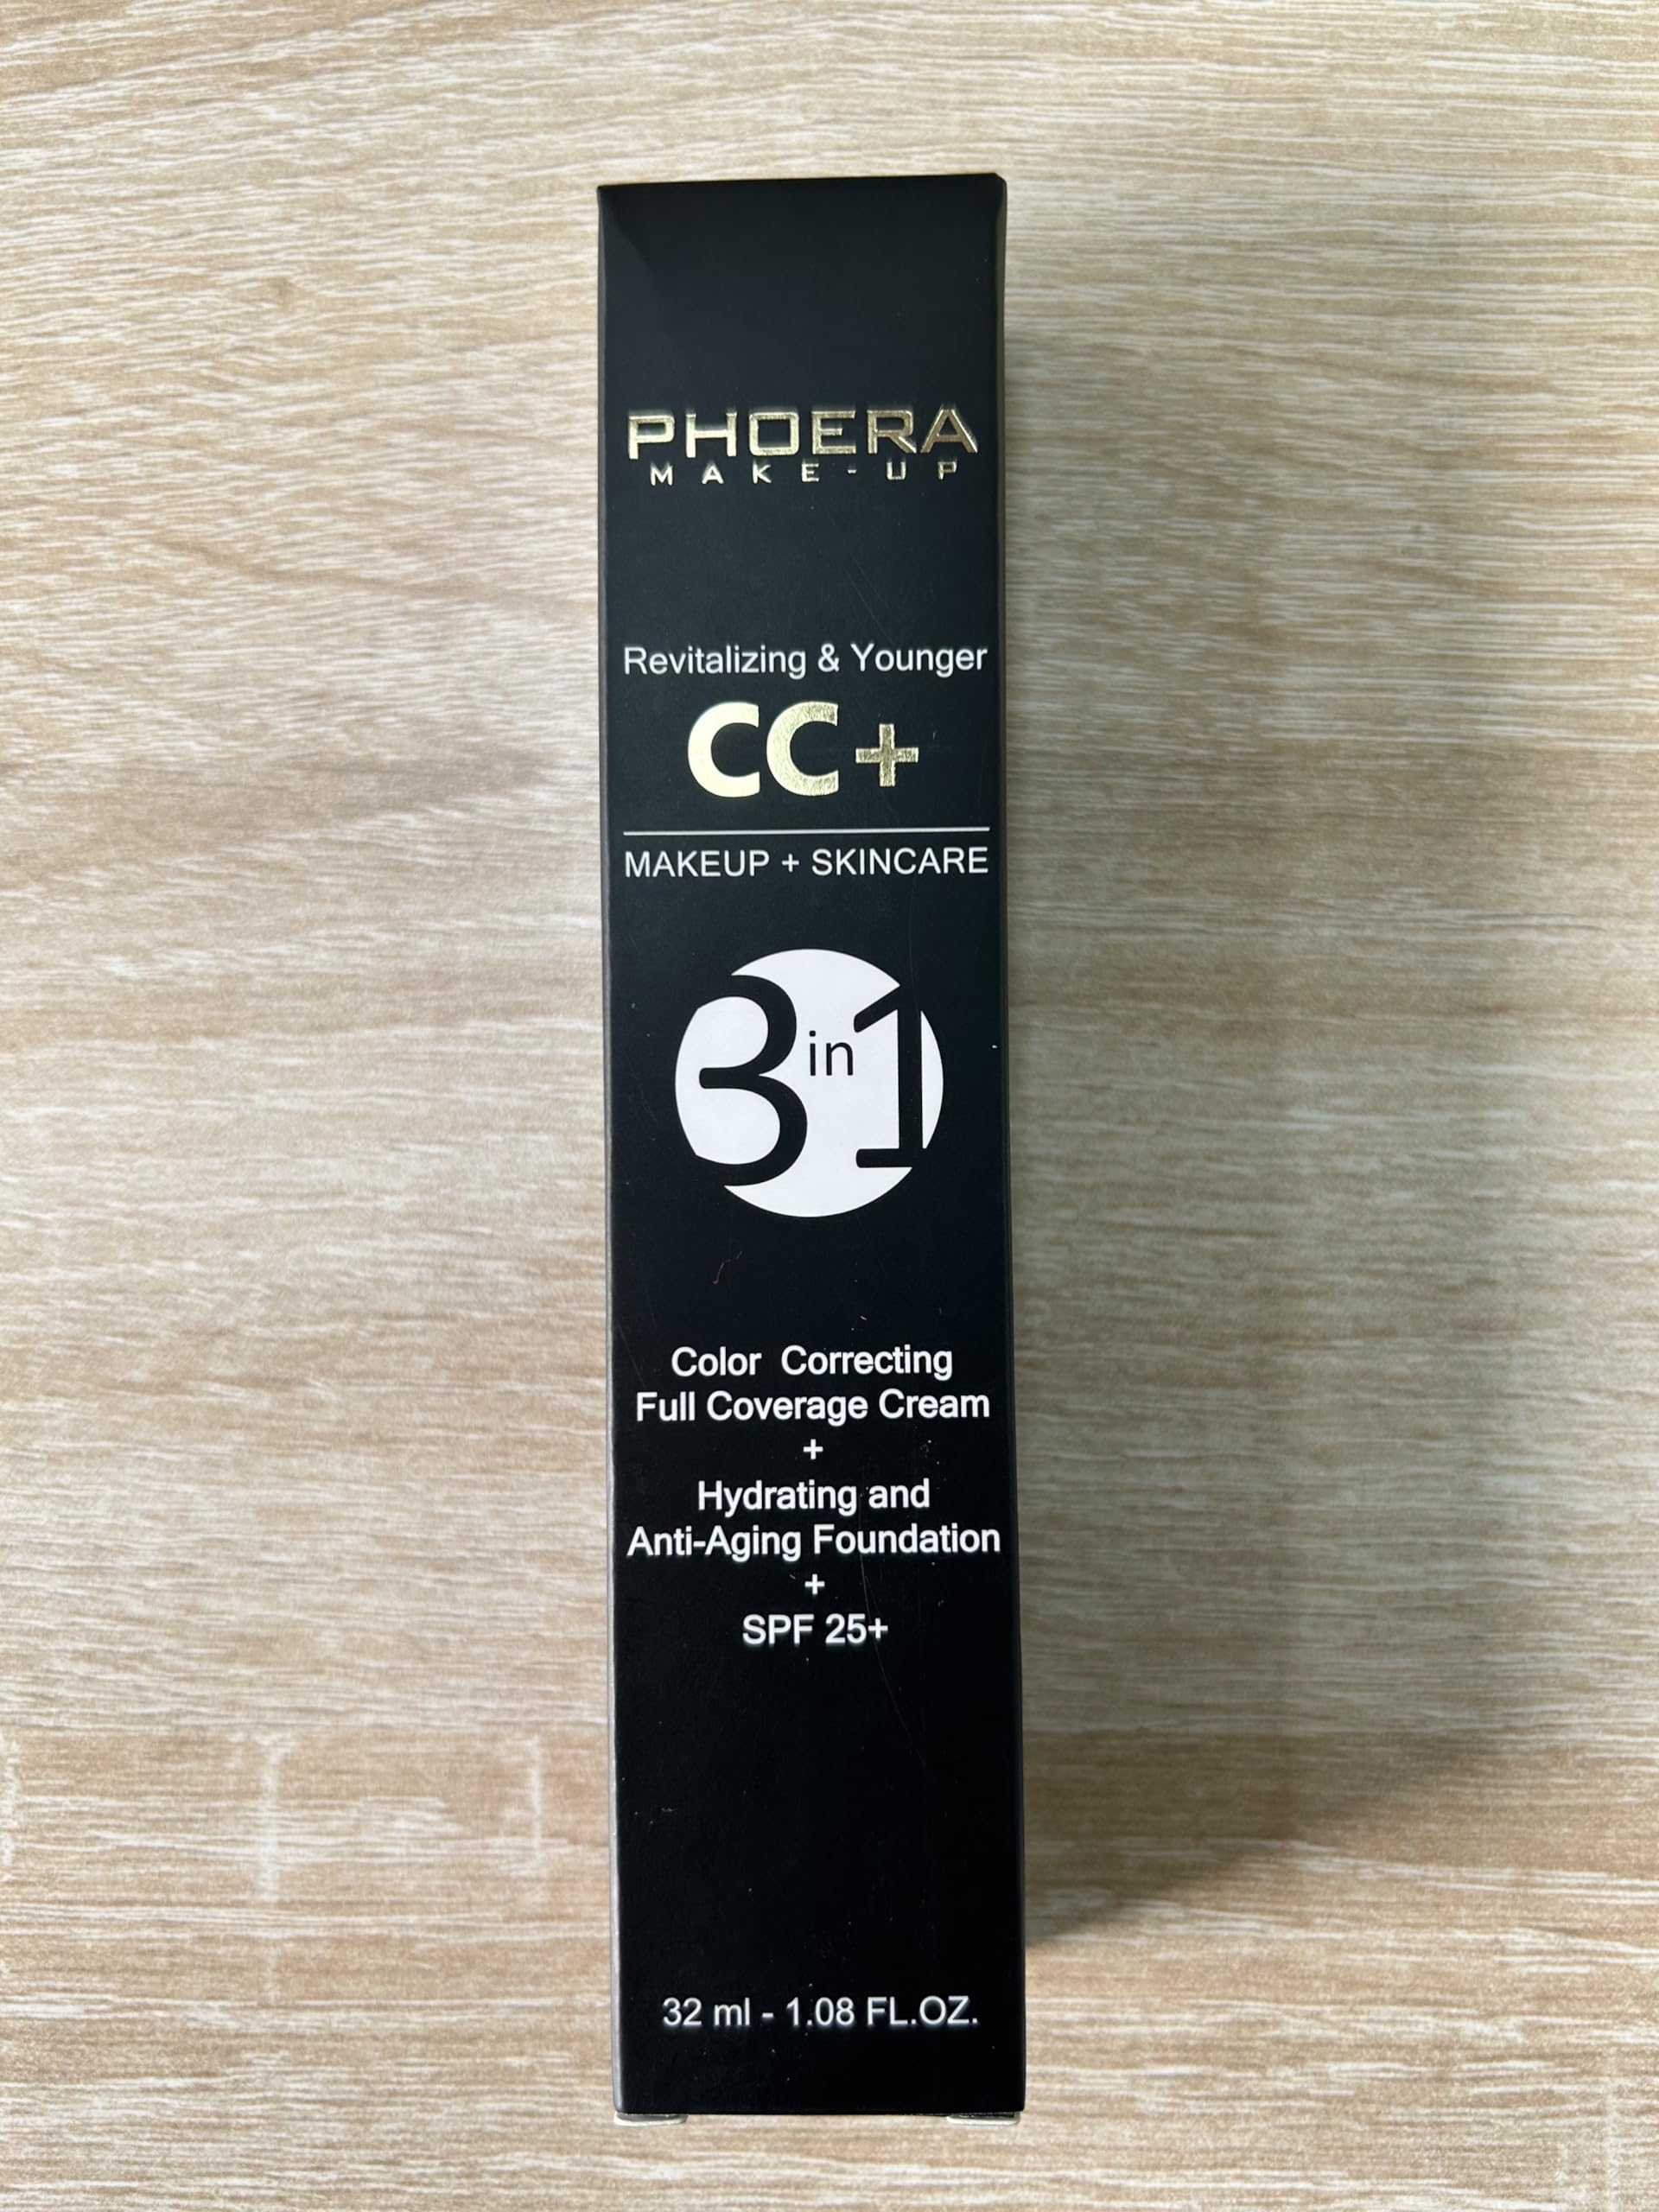 PHOERA
MAKE-UP
Revitalizing & Younger
CC+
MAKEUP + SKINCARE
3 in 1
Color Correcting
Full Coverage Cream
+
Hydrating and
Anti-Aging Foundation
+
SPF 25+
32 ml - 1.08 FL.OZ.